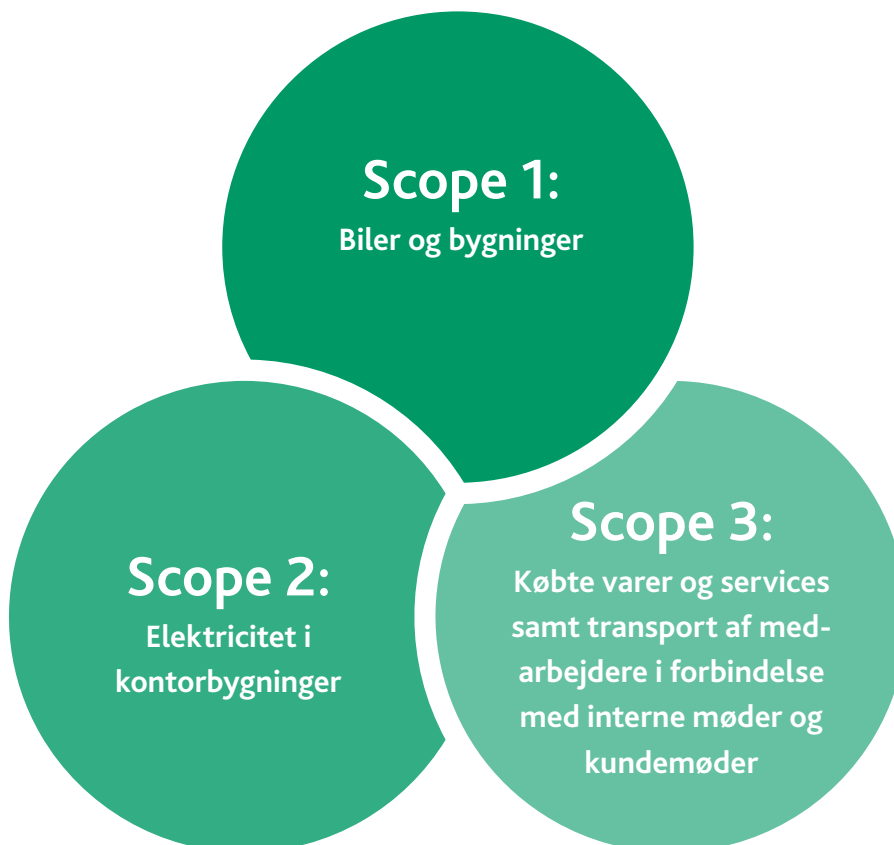 Scope 1:
Biler og bygninger
Scope 2:
Elektricitet i
kontorbygninger
Scope 3:
Købte varer og services
samt transport af med-
arbejdere i forbindelse
med interne møder og
kundemøder